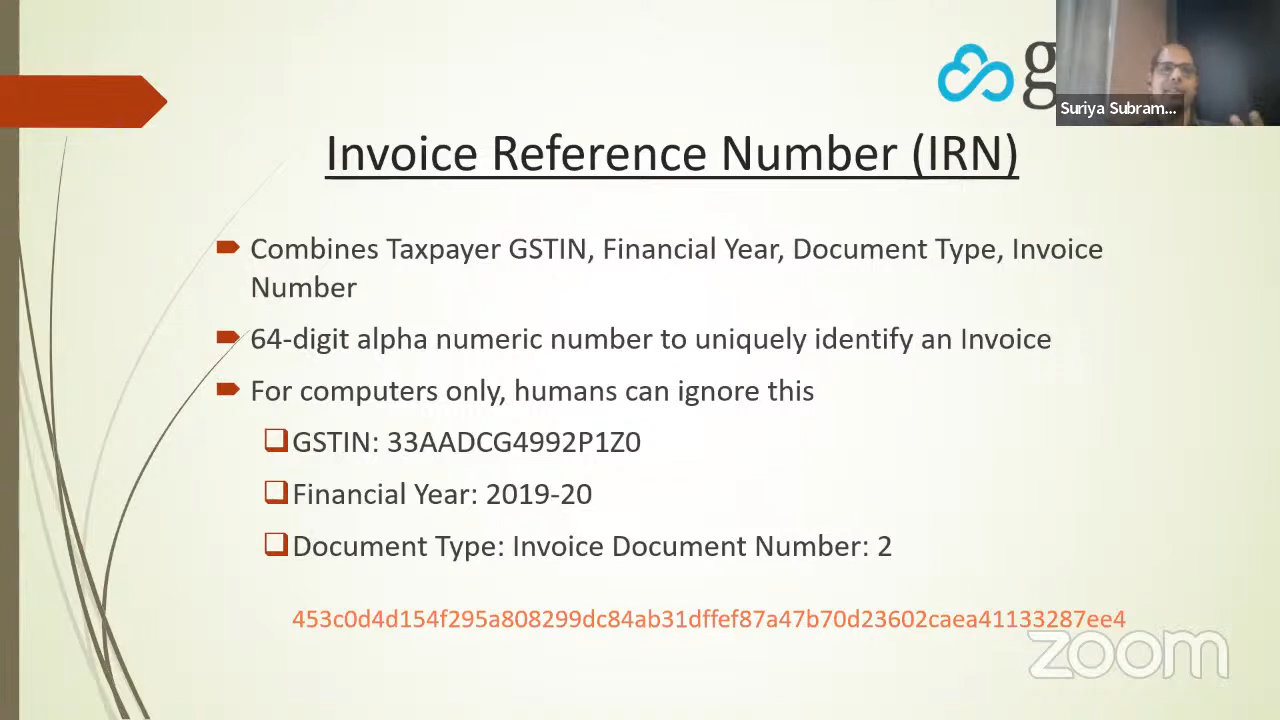 g
Suriya Subram...
Invoice Reference Number (IRN)
Combines Taxpayer GSTIN, Financial Year, Document Type, Invoice
Number
64-digit alpha numeric number to uniquely identify an Invoice
For computers only, humans can ignore this
GSTIN: 33AADCG4992P1Z0
Financial Year: 2019-20
Document Type: Invoice Document Number: 2
453c0d4d154f295a808299dc84ab31dffef87a47b70d23602caea41133287ee4
zoom